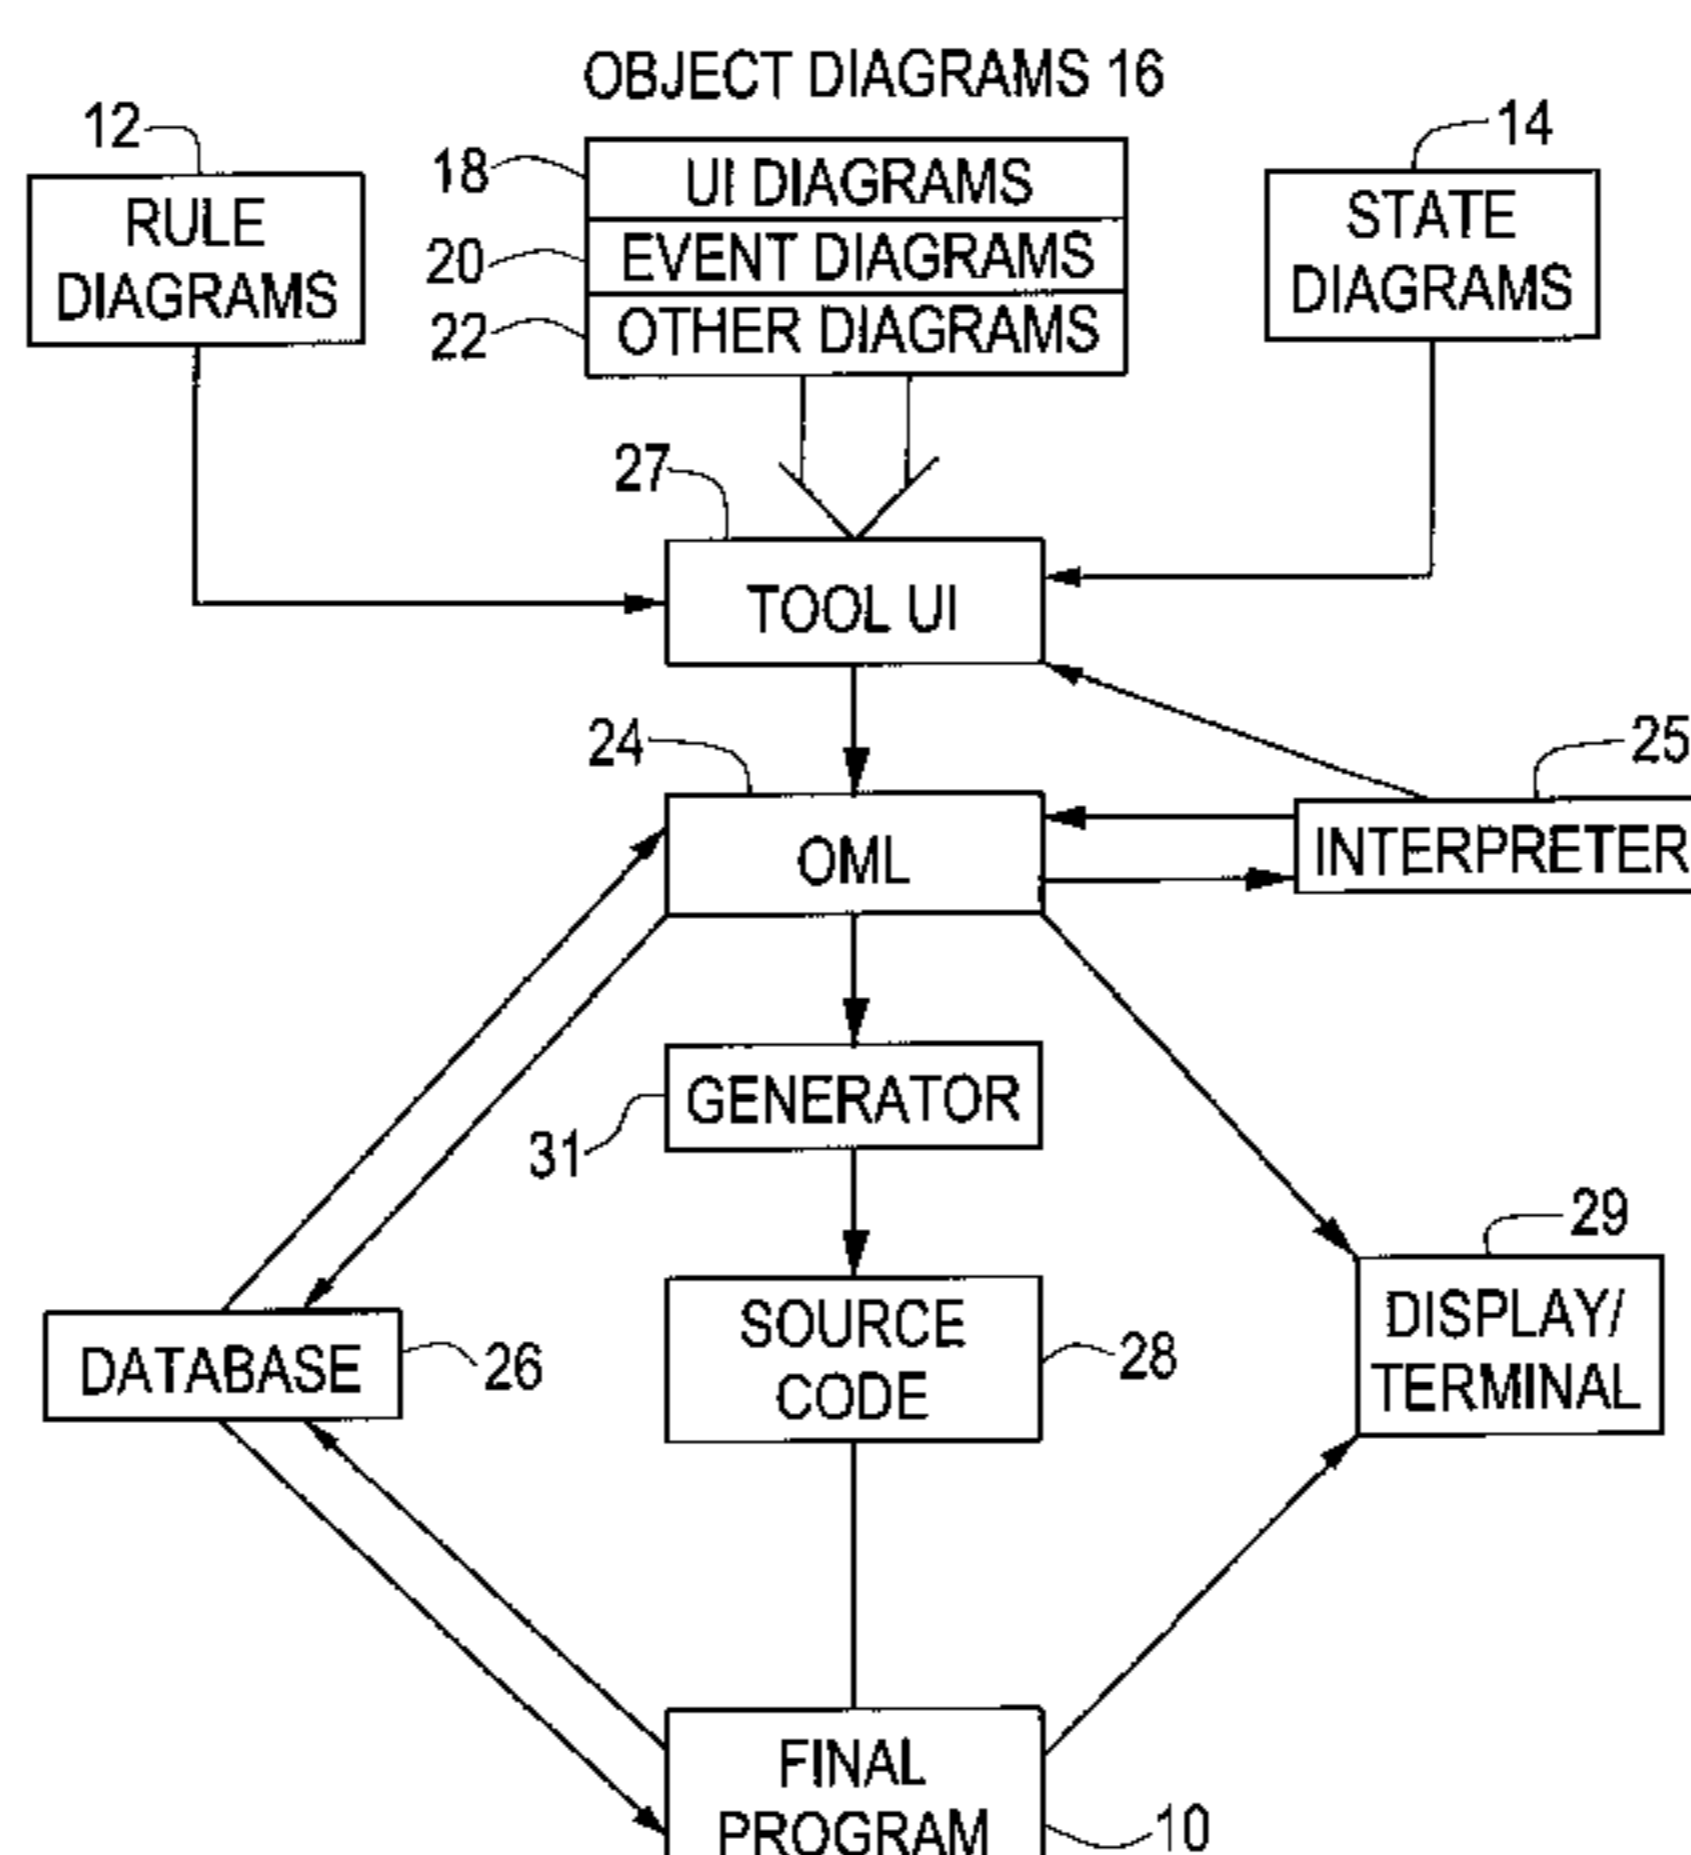 OBJECT DIAGRAMS 16
12
RULE
DIAGRAMS
18
UI DIAGRAMS
20
EVENT DIAGRAMS
22
OTHER DIAGRAMS
14
STATE
DIAGRAMS
27
TOOL UI
24
OML
25
INTERPRETER
GENERATOR
31
SOURCE
CODE
28
29
DISPLAY/
TERMINAL
DATABASE
26
FINAL
PROGRAM
10